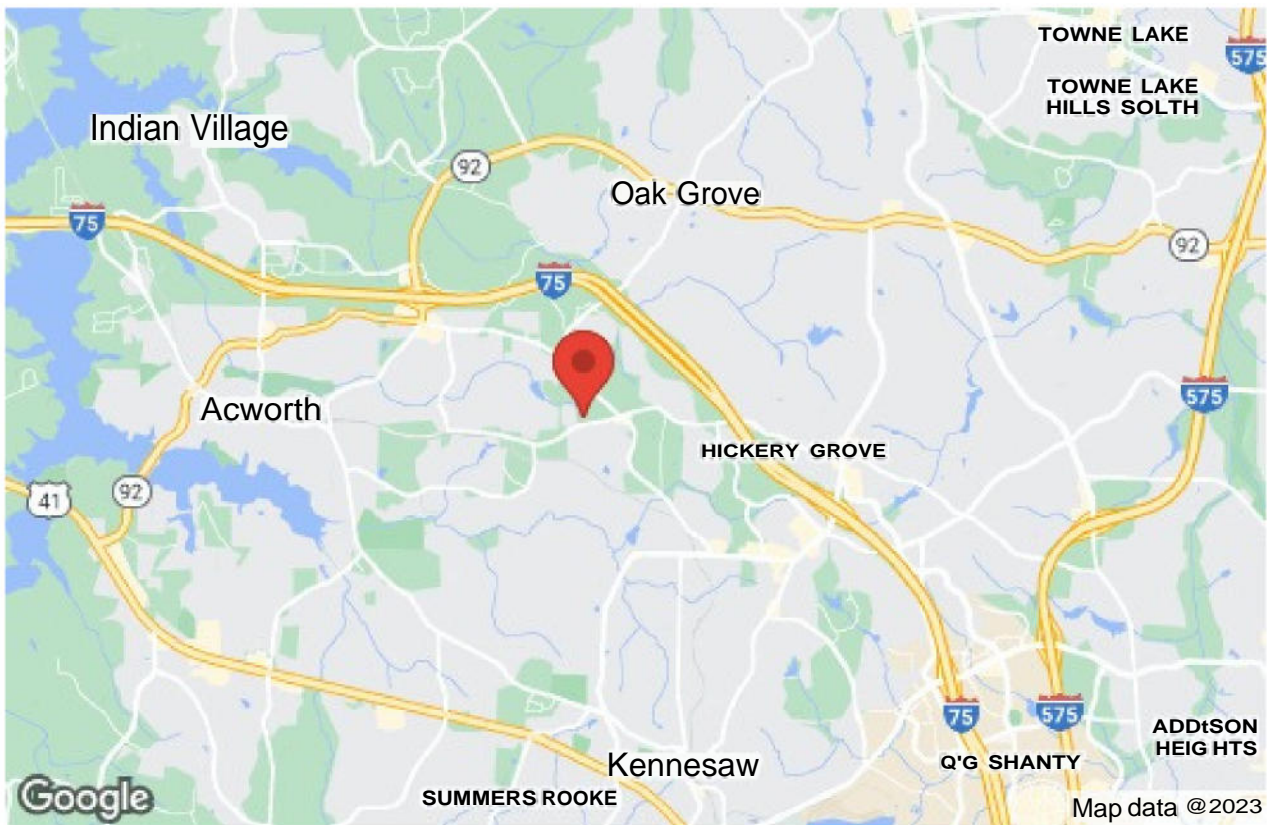 TOWNE LAKE
575
TOWNE LAKE
HILLS SOLTH
Indian Village
92
Oak Grove
75
92
75
575
Acworth
HICKERY GROVE
41
92
75
575
ADDtSON
HEIG HTS
Kennesaw
Q'G SHANTY
Google
SUMMERS ROOKE
Map data @2023